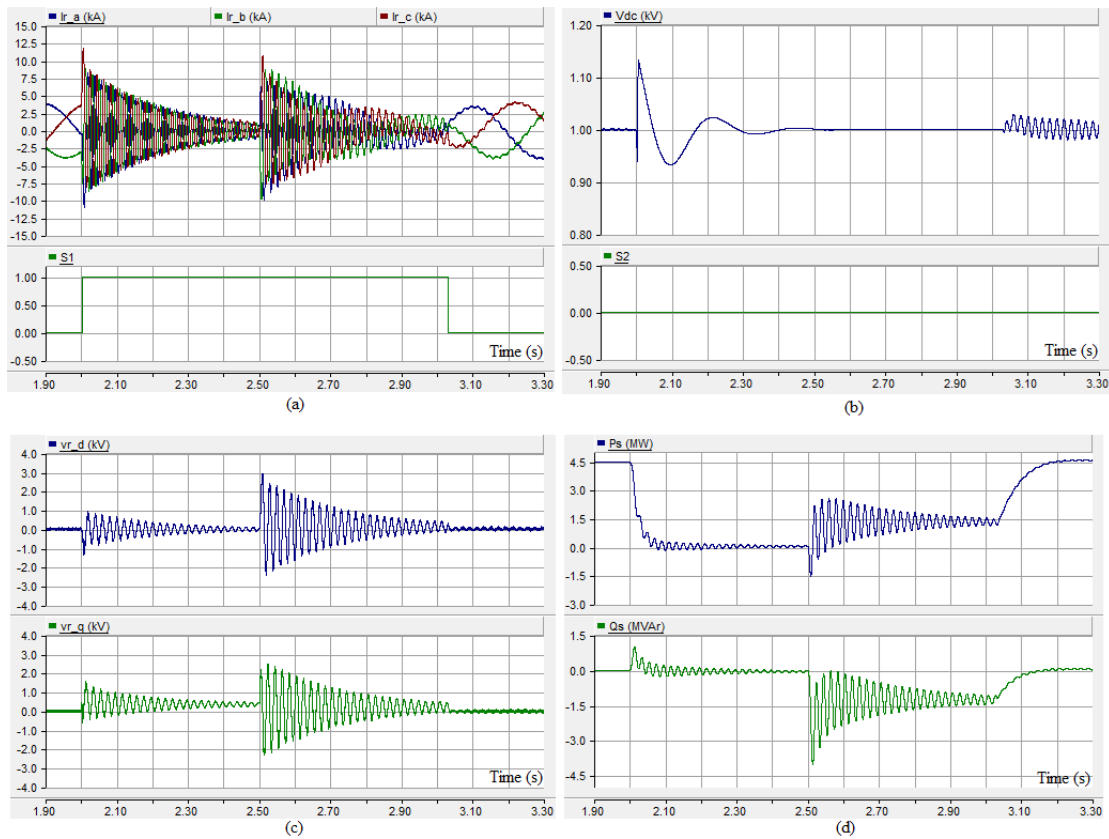 Ir_a (kA) Ir_b (kA) Ir_c (kA)
15.0
12.5
10.0
7.5
5.0
2.5
0.0
-2.5
-5.0
-7.5
-10.0
-12.5
-15.0
S1
1.00
0.50
0.00
-0.50
Time (s)
1.90 2.10 2.30 2.50 2.70 2.90 3.10 3.30
(a)
Vdc (kV)
1.20
1.10
1.00
0.90
0.80
S2
0.50
0.00
-0.50
Time (s)
1.90 2.10 2.30 2.50 2.70 2.90 3.10 3.30
(b)
vr_d (kV)
4.0
3.0
2.0
1.0
0.0
-1.0
-2.0
-3.0
-4.0
vr_q (kV)
4.0
3.0
2.0
1.0
0.0
-1.0
-2.0
-3.0
-4.0
Time (s)
1.90 2.10 2.30 2.50 2.70 2.90 3.10 3.30
(c)
Ps (MW)
4.5
3.0
1.5
0.0
-1.5
-3.0
Qs (MVAr)
1.5
0.0
-1.5
-3.0
-4.5
Time (s)
1.90 2.10 2.30 2.50 2.70 2.90 3.10 3.30
(d)